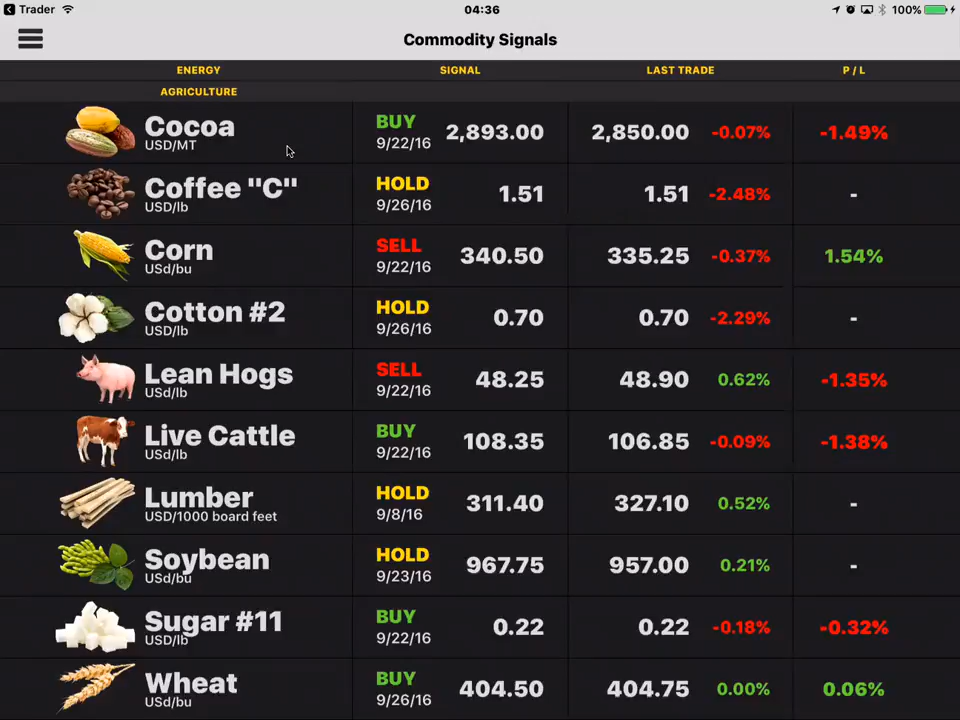 Trader 04:36 100%
Commodity Signals
ENERGY SIGNAL LAST TRADE P / L
AGRICULTURE
Cocoa BUY 2,893.00 2,850.00 -0.07% -1.49%
USD/MT 9/22/16
Coffee "C" HOLD 1.51 1.51 -2.48% -
USD/lb 9/26/16
Corn SELL 340.50 335.25 -0.37% 1.54%
USd/bu 9/22/16
Cotton #2 HOLD 0.70 0.70 -2.29% -
USD/lb 9/26/16
Lean Hogs SELL 48.25 48.90 0.62% -1.35%
USd/lb 9/22/16
Live Cattle BUY 108.35 106.85 -0.09% -1.38%
USd/lb 9/22/16
Lumber HOLD 311.40 327.10 0.52% -
USD/1000 board feet 9/8/16
Soybean HOLD 967.75 957.00 0.21% -
USd/bu 9/23/16
Sugar #11 BUY 0.22 0.22 -0.18% -0.32%
USD/lb 9/22/16
Wheat BUY 404.50 404.75 0.00% 0.06%
USd/bu 9/26/16